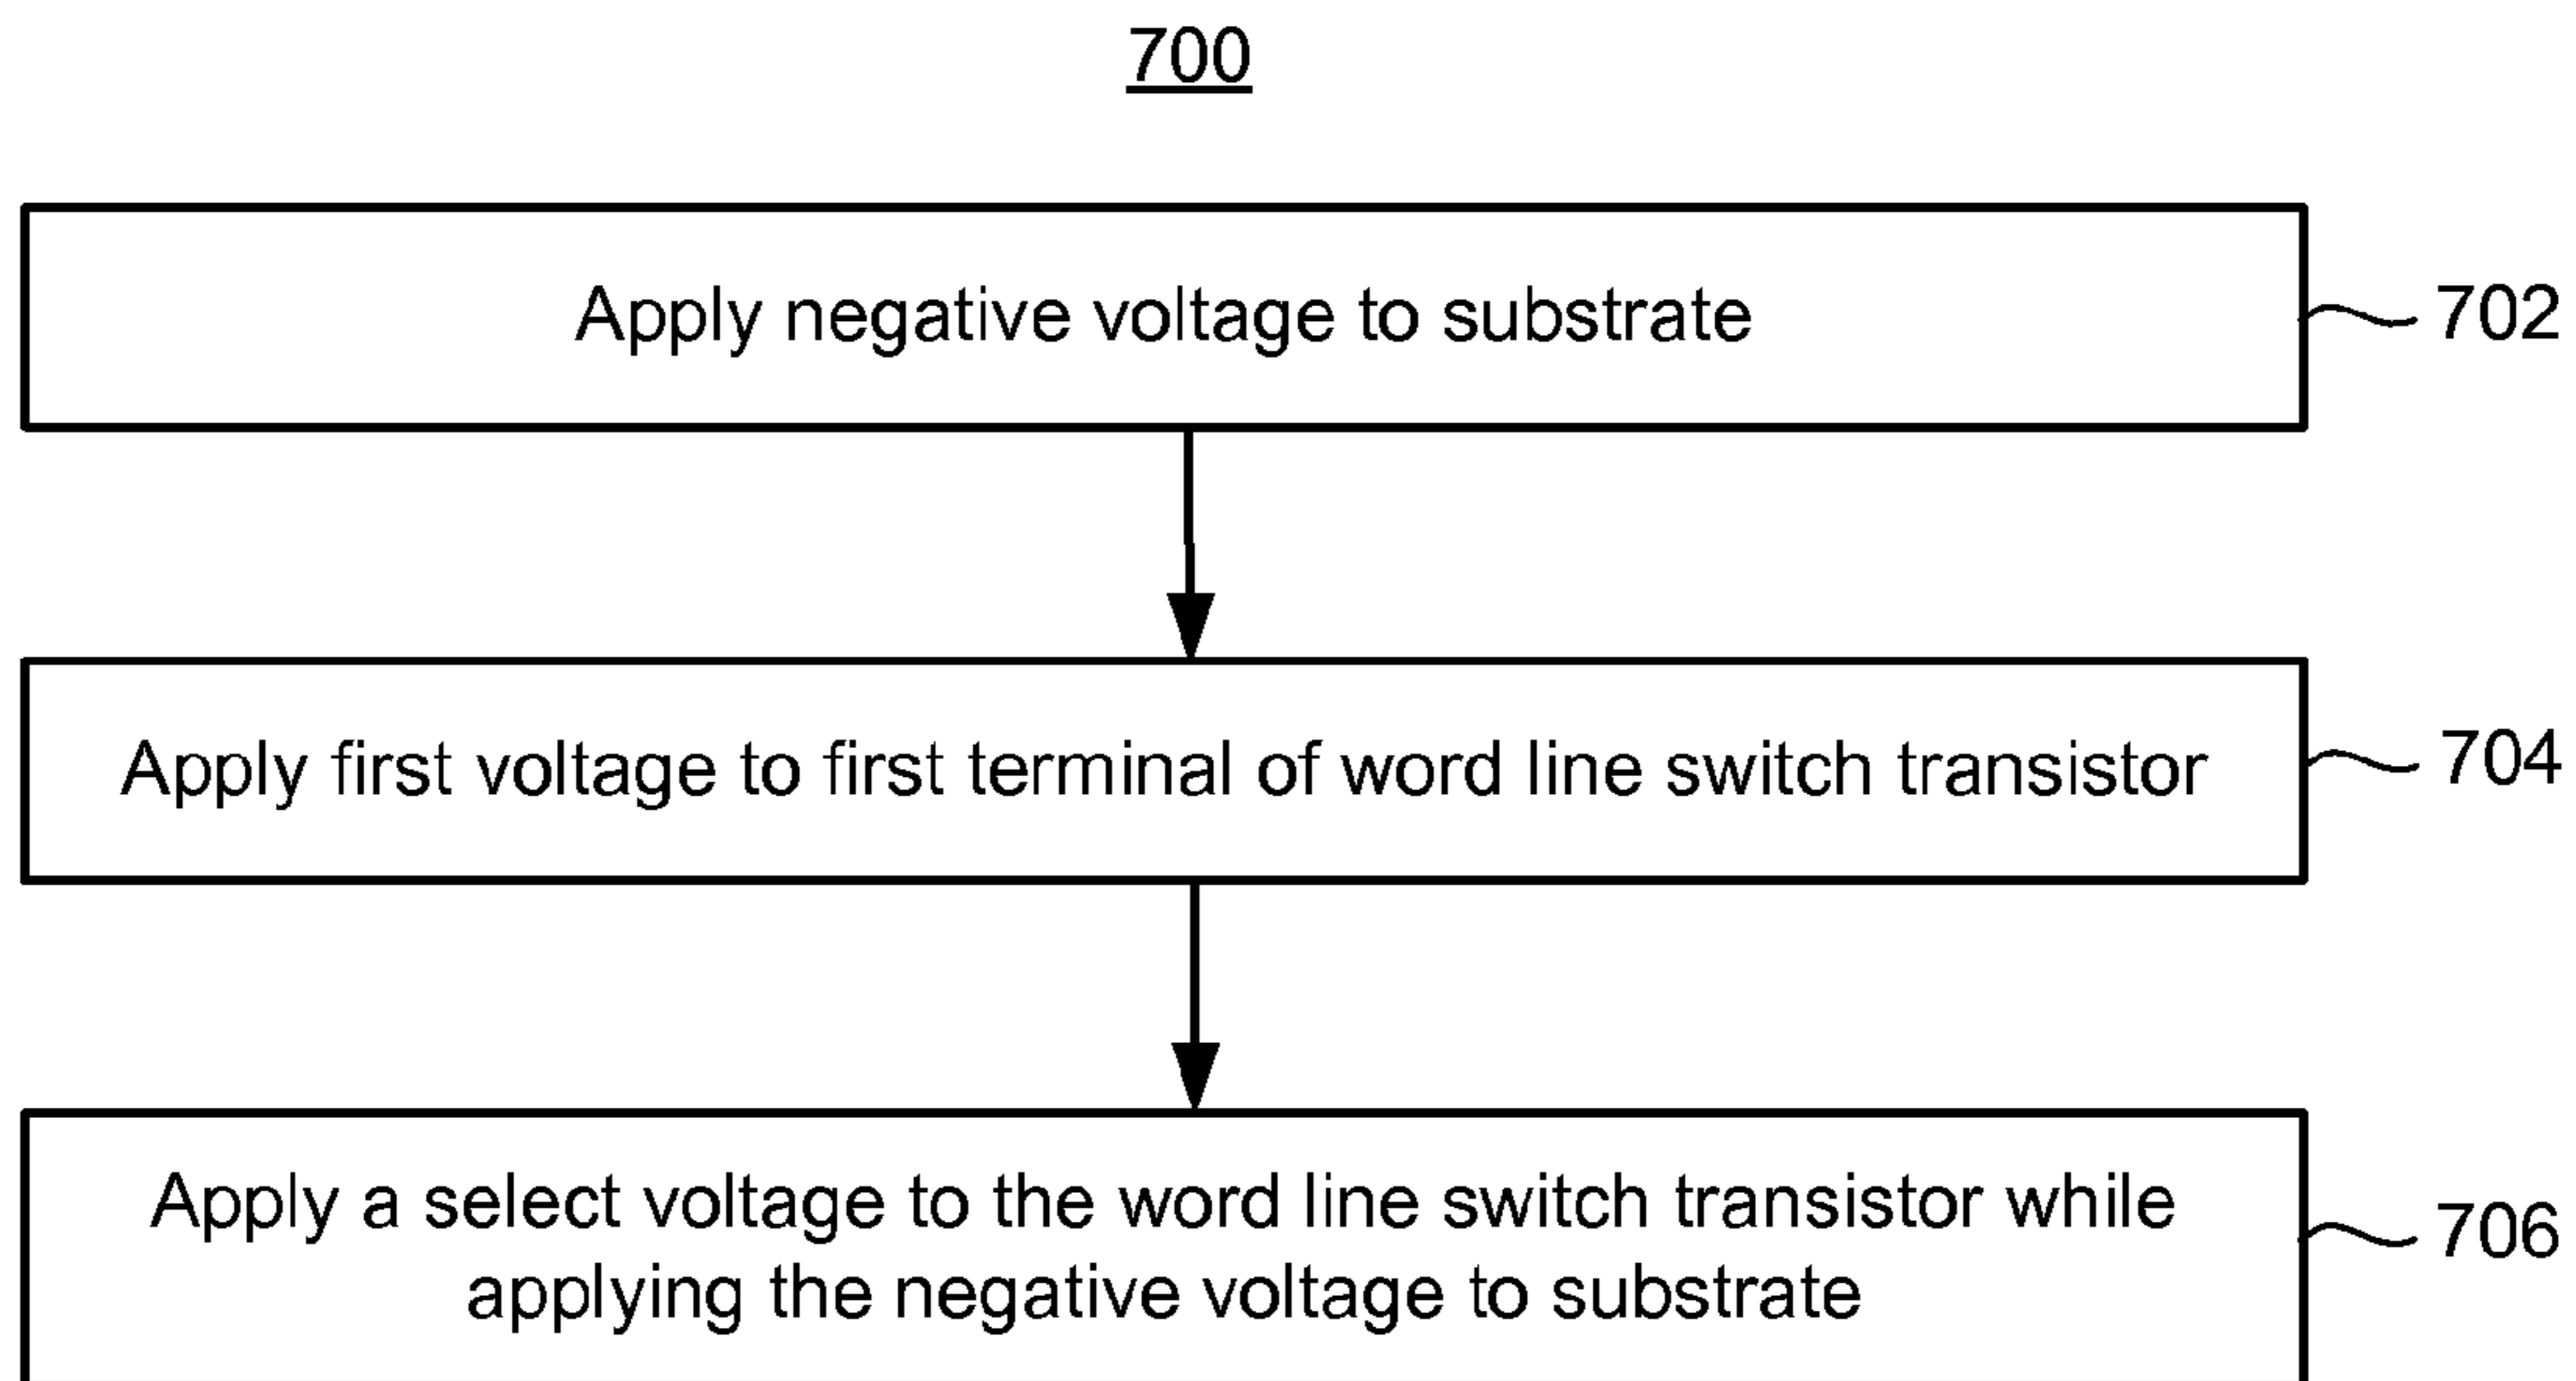 700
Apply negative voltage to substrate
702
Apply first voltage to first terminal of word line switch transistor
704
Apply a select voltage to the word line switch transistor while
applying the negative voltage to substrate
706